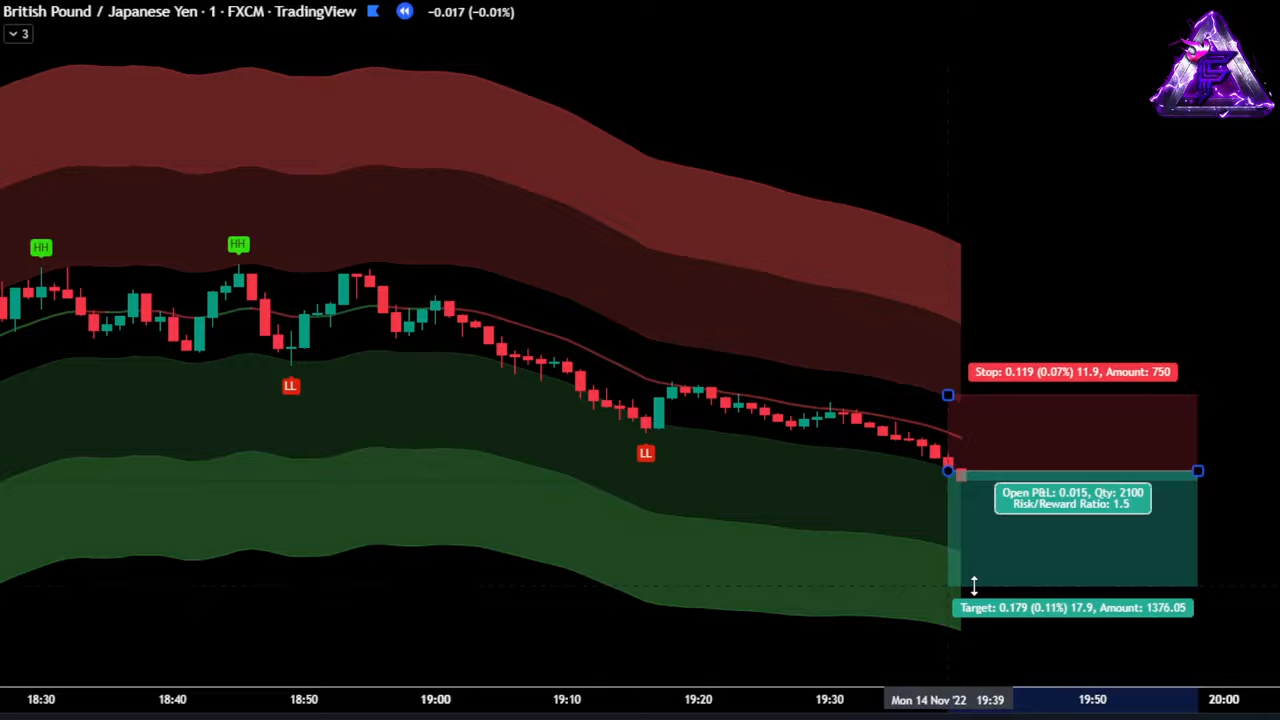 British Pound / Japanese Yen · 1 · FXCM · TradingView −0.017 (−0.01%)
3
HH
HH
LL
LL
Stop: 0.119 (0.07%) 11.9, Amount: 750
Open P&L: 0.015, Qty: 2100
Risk/Reward Ratio: 1.5
Target: 0.179 (0.11%) 17.9, Amount: 1376.05
18:30 18:40 18:50 19:00 19:10 19:20 19:30 Mon 14 Nov '22 19:39 19:50 20:00